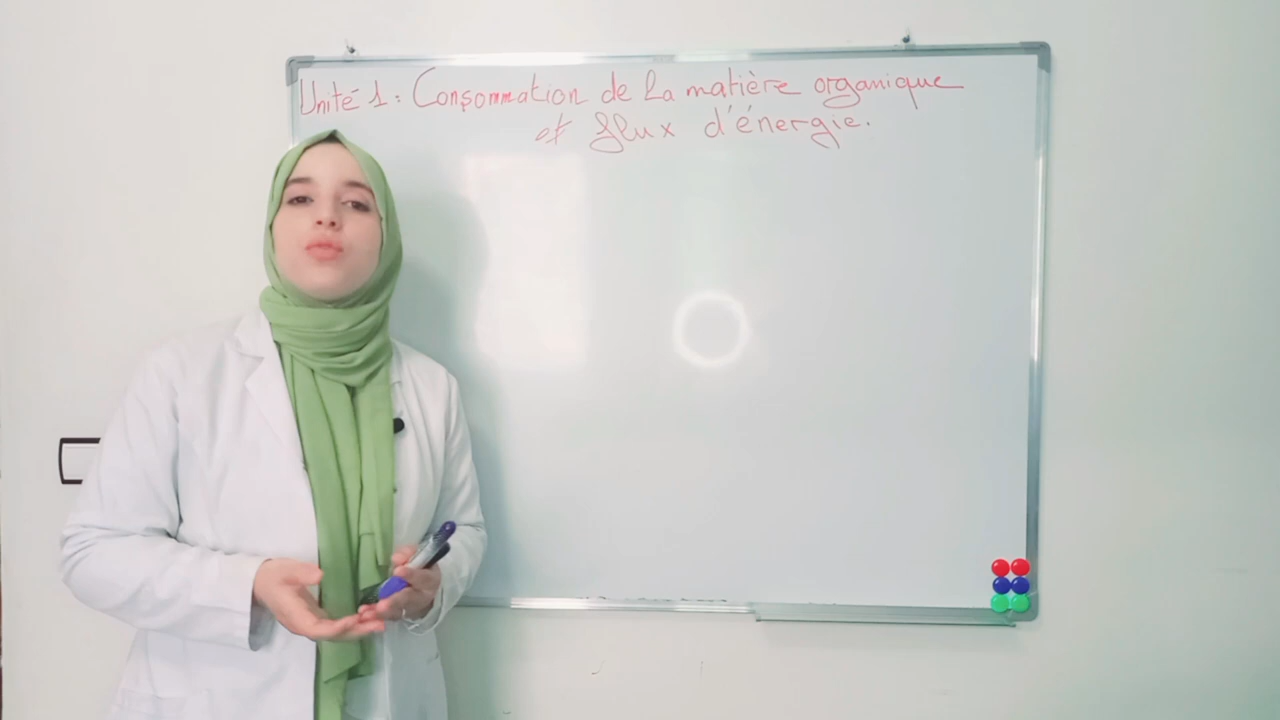 Unité 1 : Consommation de la matière organique
et flux d'énergie.